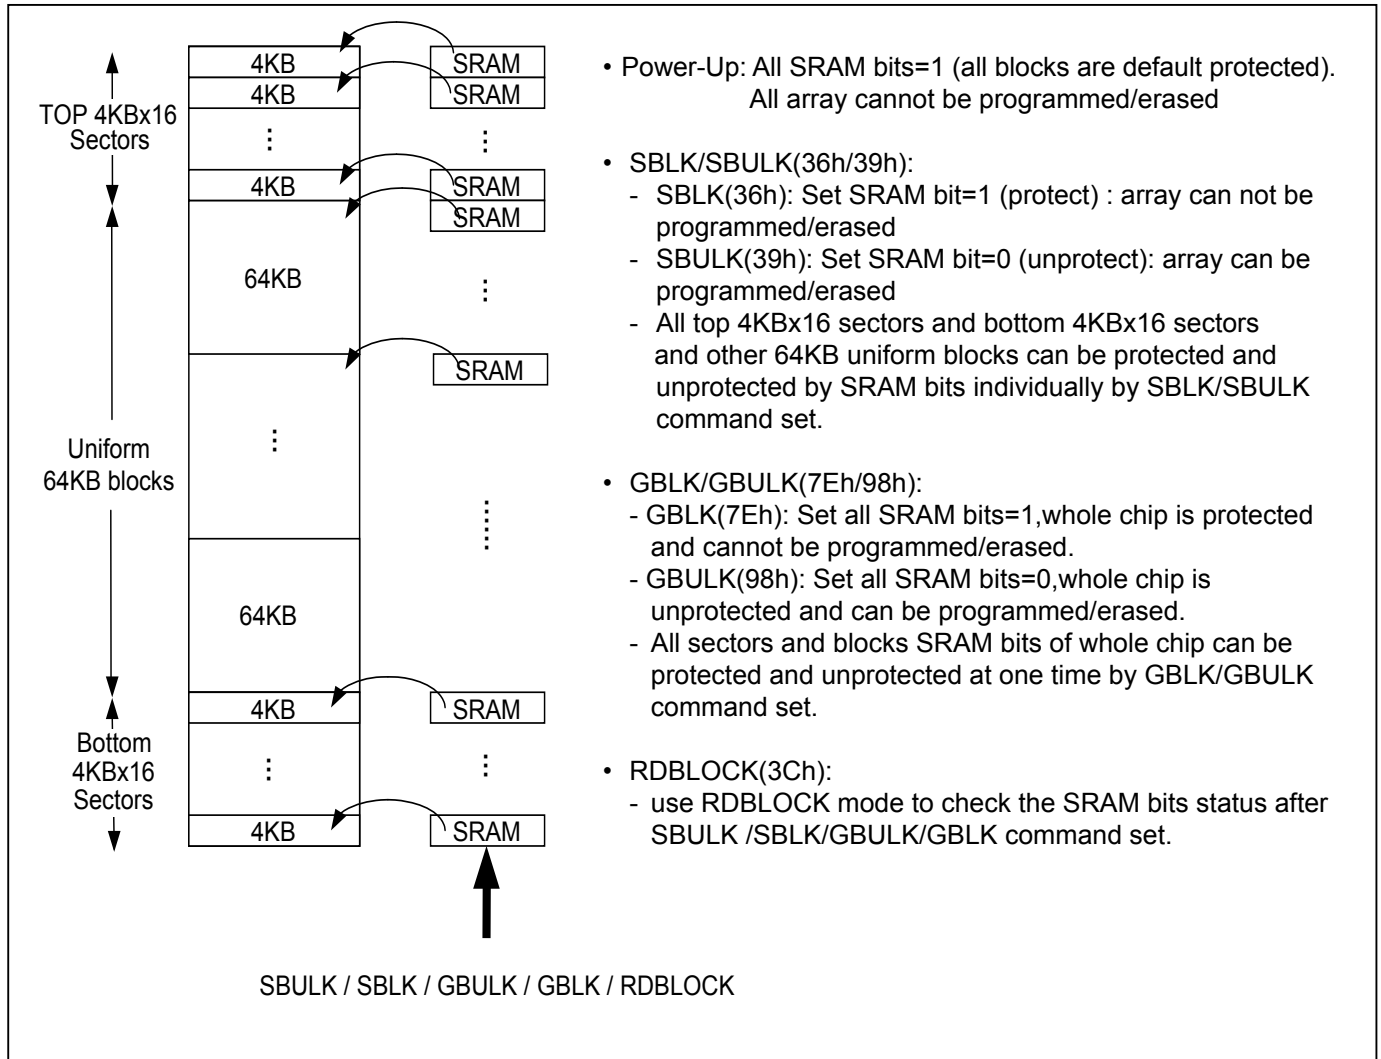 TOP 4KBx16
Sectors
Uniform
64KB blocks
Bottom
4KBx16
Sectors
4KB
4KB
⋮
4KB
64KB
⋮
64KB
4KB
⋮
4KB
SRAM
SRAM
⋮
SRAM
SRAM
⋮
SRAM
⋮
SRAM
⋮
SRAM
SBULK / SBLK / GBULK / GBLK / RDBLOCK
• Power-Up: All SRAM bits=1 (all blocks are default protected).
All array cannot be programmed/erased
• SBLK/SBULK(36h/39h):
- SBLK(36h): Set SRAM bit=1 (protect) : array can not be
programmed/erased
- SBULK(39h): Set SRAM bit=0 (unprotect): array can be
programmed/erased
- All top 4KBx16 sectors and bottom 4KBx16 sectors
and other 64KB uniform blocks can be protected and
unprotected by SRAM bits individually by SBLK/SBULK
command set.
• GBLK/GBULK(7Eh/98h):
- GBLK(7Eh): Set all SRAM bits=1,whole chip is protected
and cannot be programmed/erased.
- GBULK(98h): Set all SRAM bits=0,whole chip is
unprotected and can be programmed/erased.
- All sectors and blocks SRAM bits of whole chip can be
protected and unprotected at one time by GBLK/GBULK
command set.
• RDBLOCK(3Ch):
- use RDBLOCK mode to check the SRAM bits status after
SBULK /SBLK/GBULK/GBLK command set.